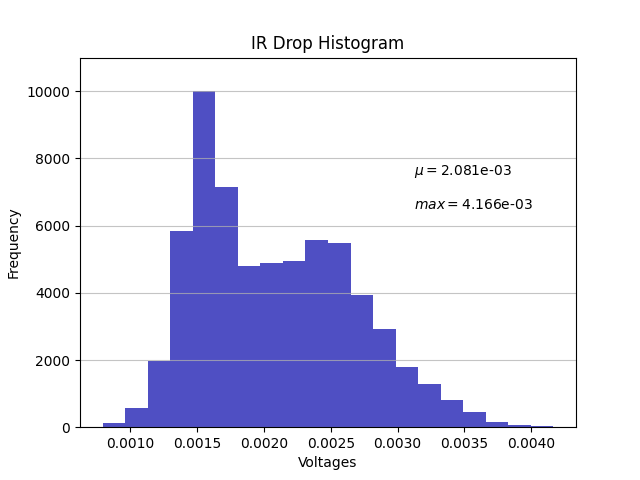 IR Drop Histogram
10000
8000
6000
4000
2000
0
Frequency
μ = 2.081e-03
max = 4.166e-03
0.0010 0.0015 0.0020 0.0025 0.0030 0.0035 0.0040
Voltages